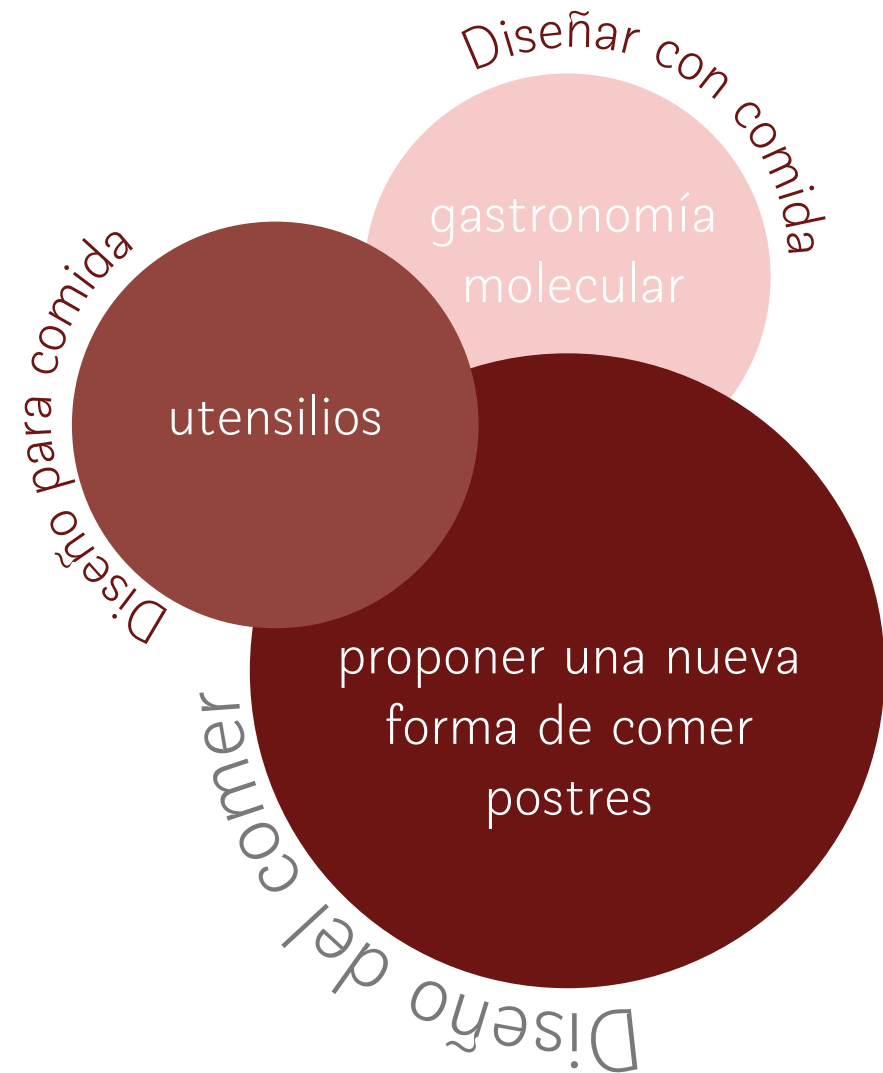 Diseñar con comida
gastronomía
molecular
Diseño para comida
utensilios
proponer una nueva
forma de comer
postres
Diseño del comer